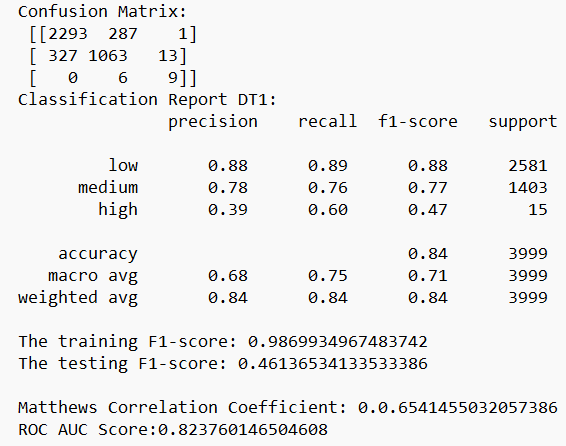 Confusion Matrix:
[[2293 287 1]
[ 327 1063 13]
[ 0 6 9]]
Classification Report DT1:
precision recall f1-score support
low 0.88 0.89 0.88 2581
medium 0.78 0.76 0.77 1403
high 0.39 0.60 0.47 15
accuracy 0.84 3999
macro avg 0.68 0.75 0.71 3999
weighted avg 0.84 0.84 0.84 3999
The training F1-score: 0.9869934967483742
The testing F1-score: 0.46136534133533386
Matthews Correlation Coefficient: 0.0.6541455032057386
ROC AUC Score:0.823760146504608